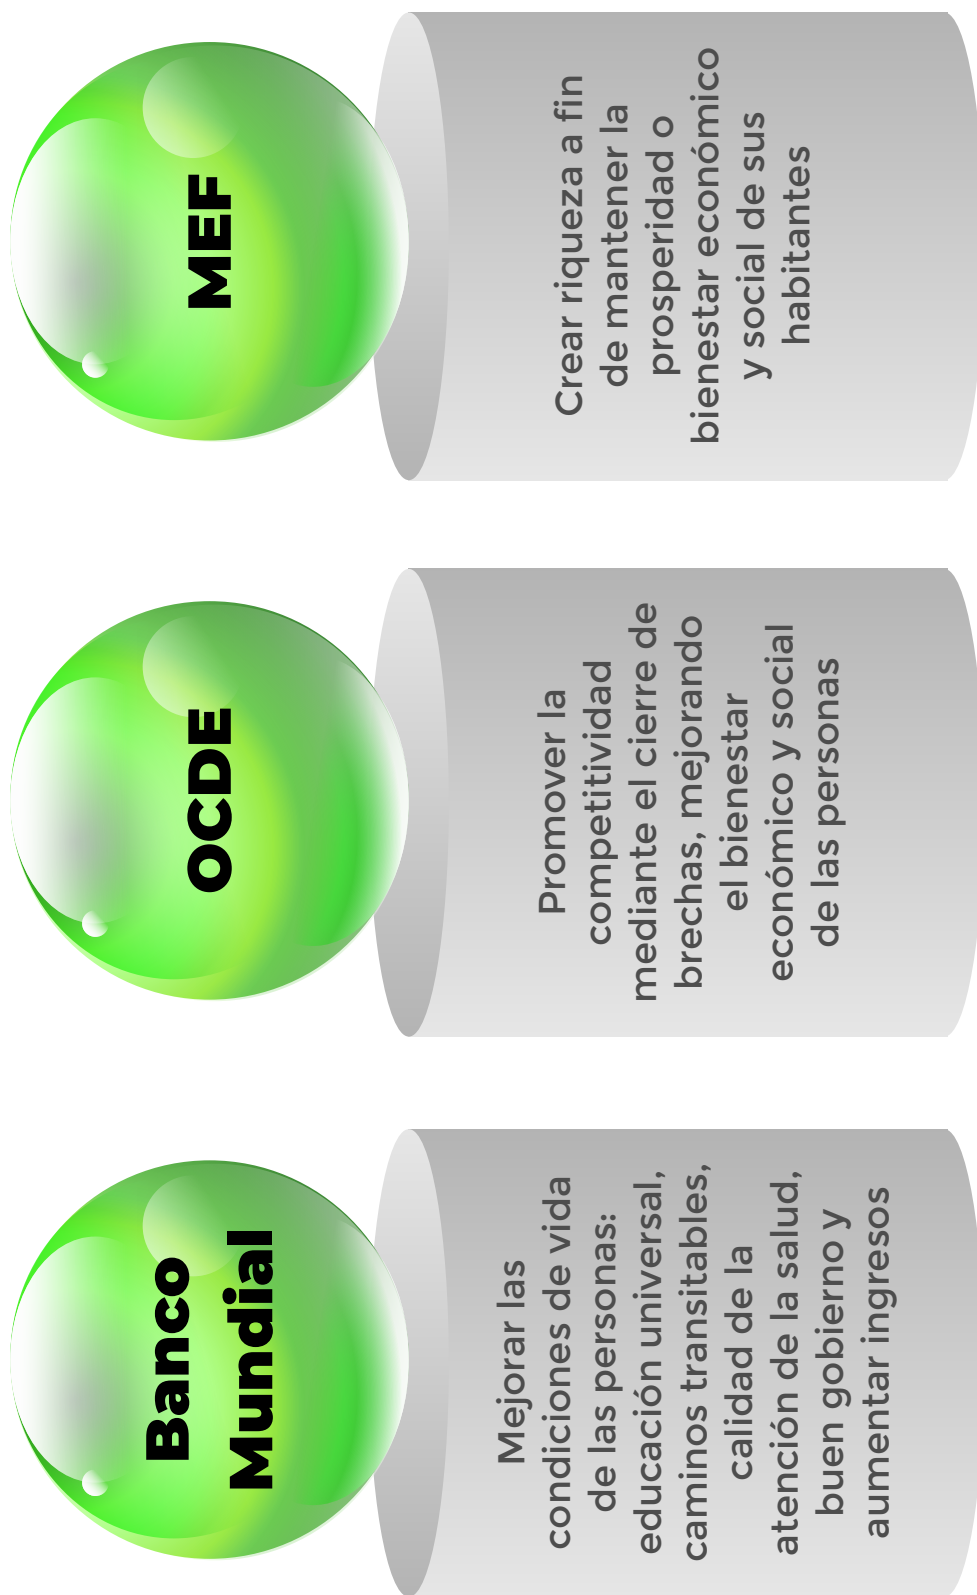 Banco
Mundial
Mejorar las
condiciones de vida
de las personas:
educación universal,
caminos transitables,
calidad de la
atención de la salud,
buen gobierno y
aumentar ingresos
OCDE
Promover la
competitividad
mediante el cierre de
brechas, mejorando
el bienestar
económico y social
de las personas
MEF
Crear riqueza a fin
de mantener la
prosperidad o
bienestar económico
y social de sus
habitantes